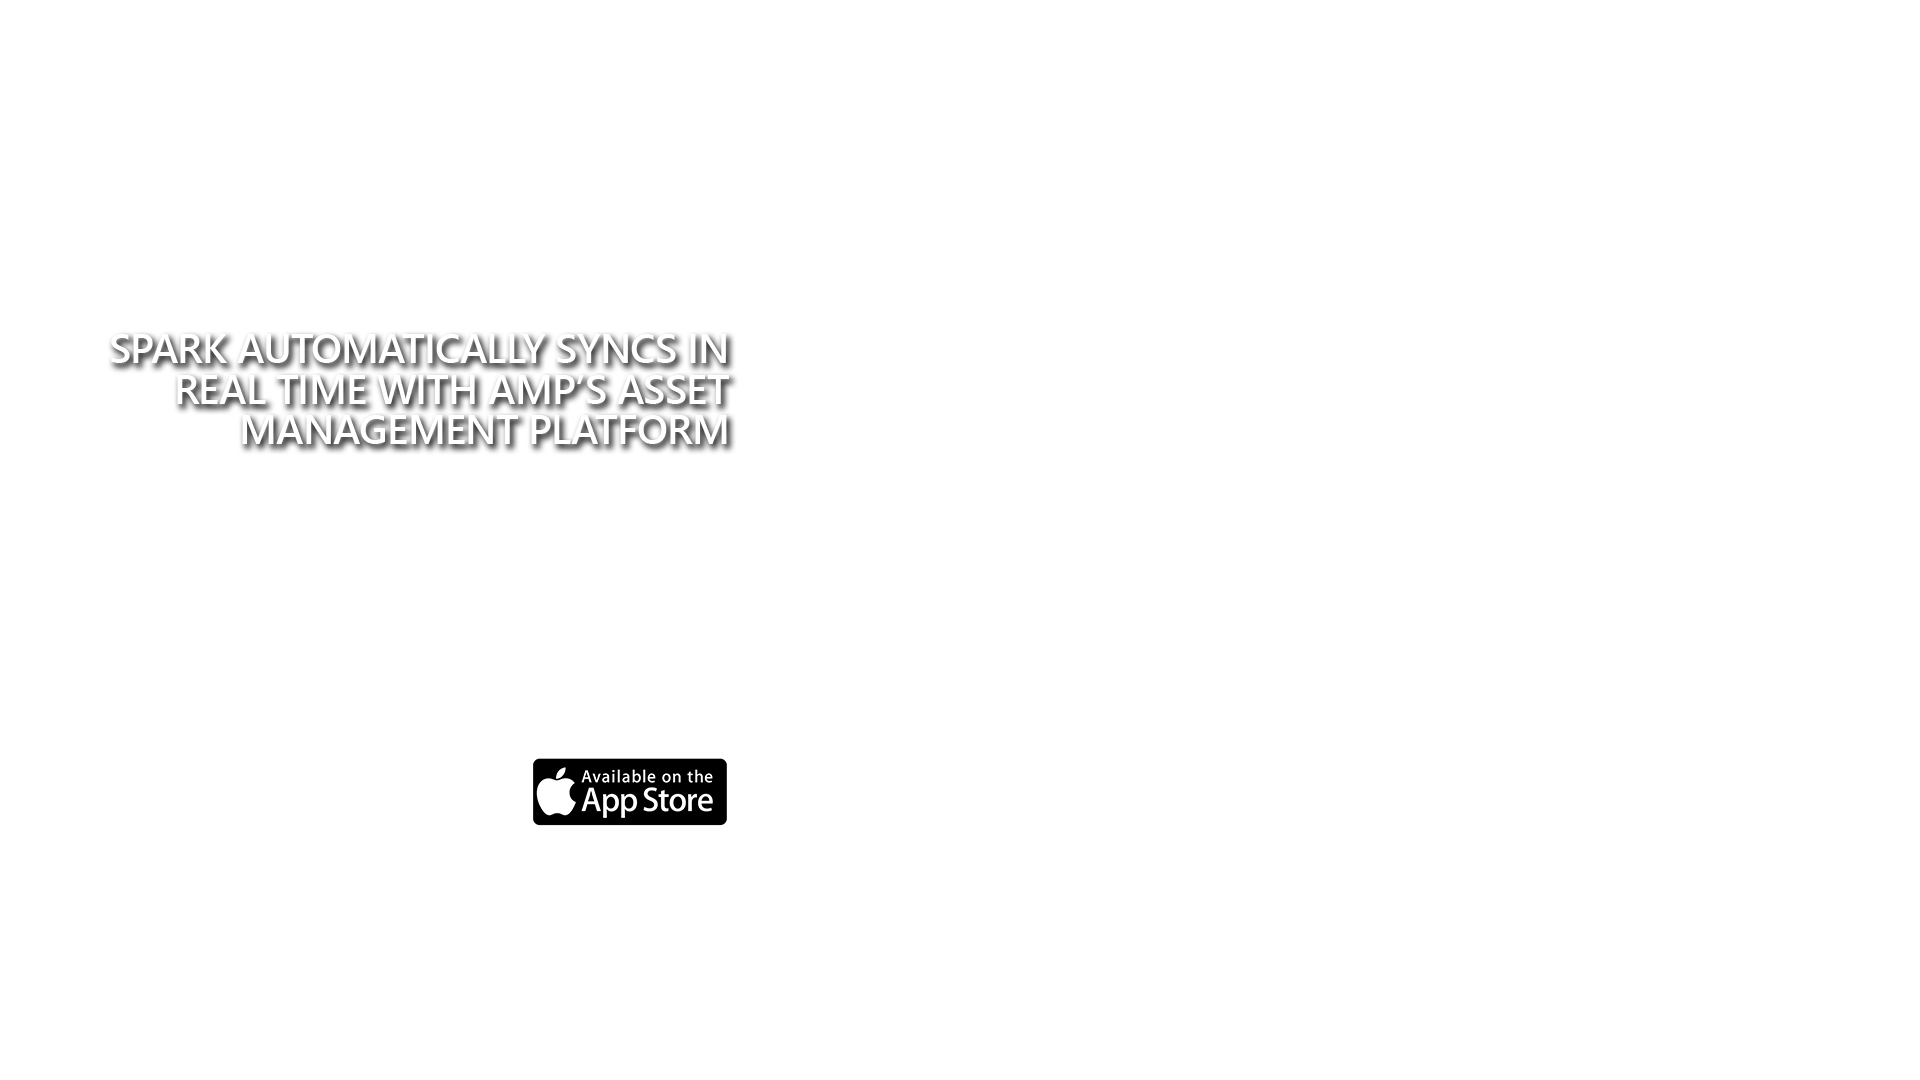 SPARK AUTOMATICALLY SYNCS IN
REAL TIME WITH AMP'S ASSET
MANAGEMENT PLATFORM
Available on the
App Store